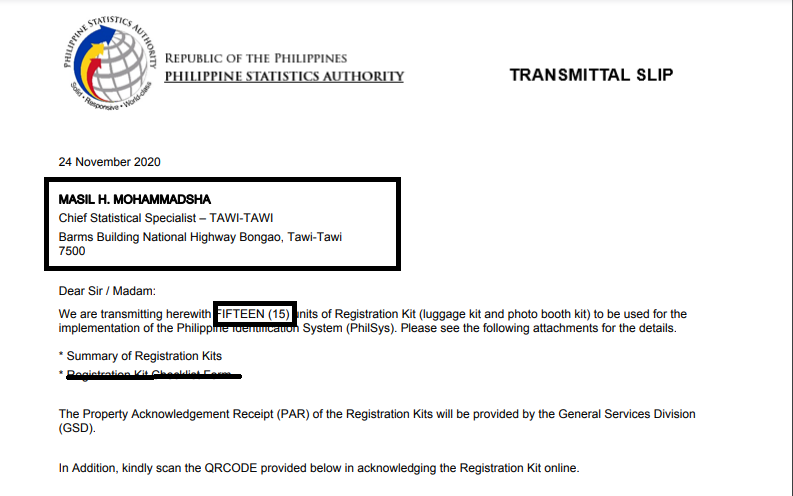 PHILIPPINE STATISTICS AUTHORITY
Solid • Responsive • World-class
REPUBLIC OF THE PHILIPPINES
PHILIPPINE STATISTICS AUTHORITY
TRANSMITTAL SLIP
24 November 2020
MASIL H. MOHAMMADSHA
Chief Statistical Specialist – TAWI-TAWI
Barms Building National Highway Bongao, Tawi-Tawi
7500
Dear Sir / Madam:
We are transmitting herewith FIFTEEN (15) units of Registration Kit (luggage kit and photo booth kit) to be used for the
implementation of the Philippine Identification System (PhilSys). Please see the following attachments for the details.
* Summary of Registration Kits
* Registration Kit Checklist Form
The Property Acknowledgement Receipt (PAR) of the Registration Kits will be provided by the General Services Division
(GSD).
In Addition, kindly scan the QRCODE provided below in acknowledging the Registration Kit online.